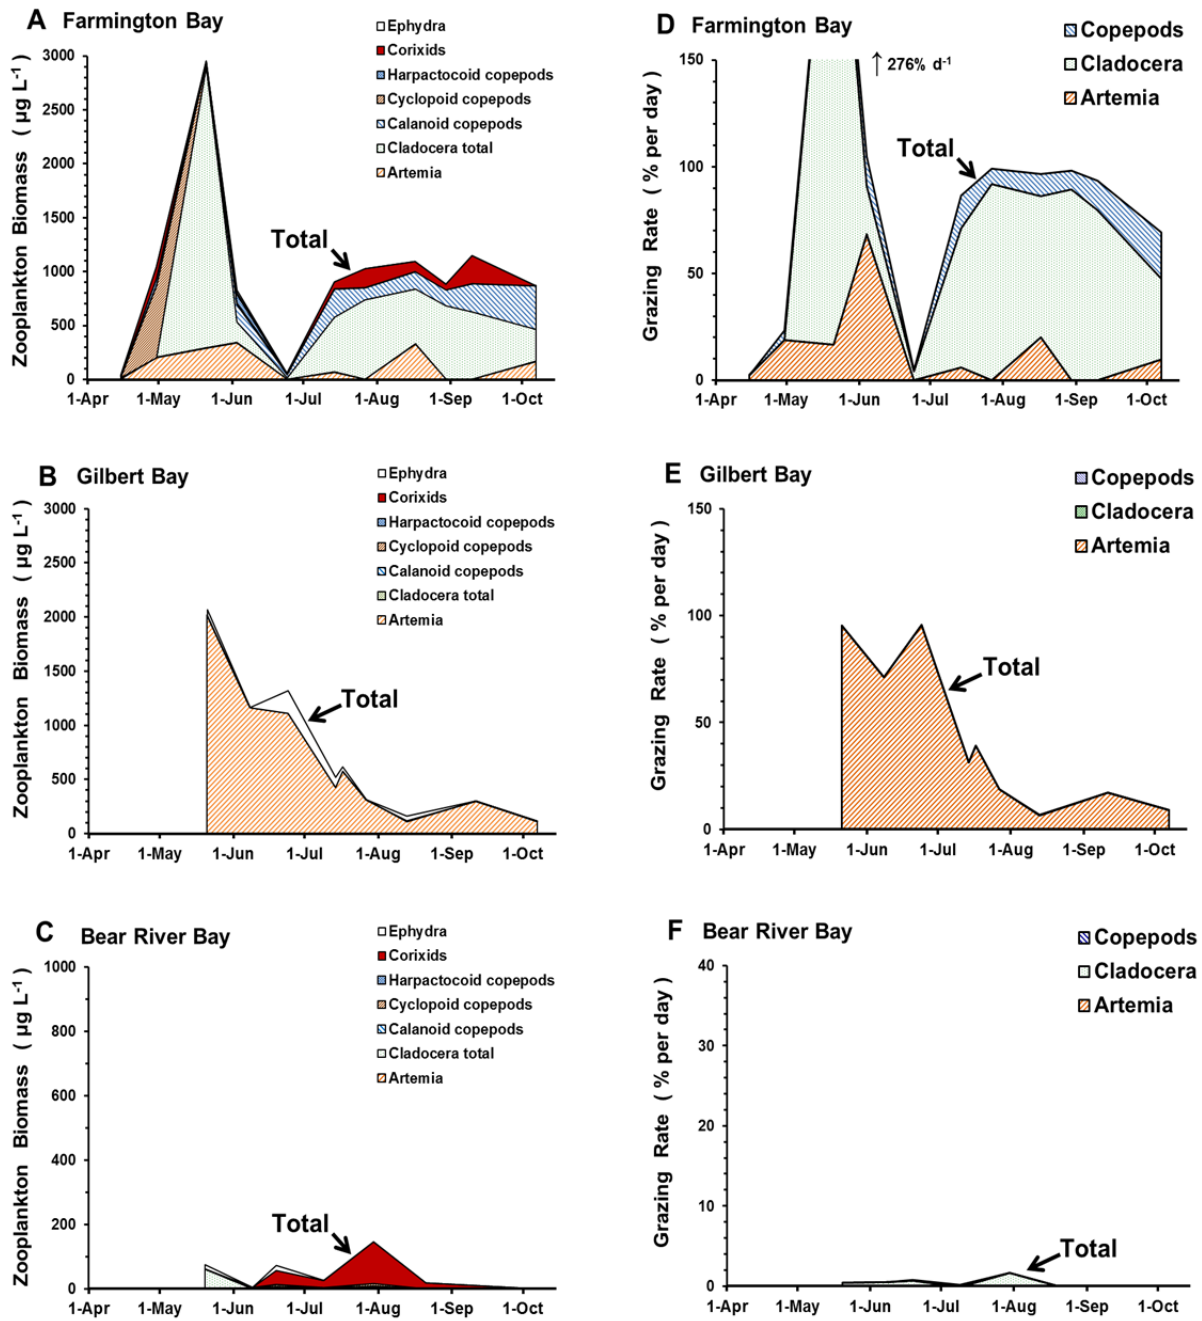 A Farmington Bay
Zooplankton Biomass ( µg L-1 )
3000
2500
2000
1500
1000
500
0
1-Apr 1-May 1-Jun 1-Jul 1-Aug 1-Sep 1-Oct
Ephydra
Corixids
Harpactocoid copepods
Cyclopoid copepods
Calanoid copepods
Cladocera total
Artemia
Total
D Farmington Bay
Grazing Rate ( % per day)
150
100
50
0
1-Apr 1-May 1-Jun 1-Jul 1-Aug 1-Sep 1-Oct
↑ 276% d-1
Copepods
Cladocera
Artemia
Total
B Gilbert Bay
Zooplankton Biomass ( µg L-1 )
3000
2500
2000
1500
1000
500
0
1-Apr 1-May 1-Jun 1-Jul 1-Aug 1-Sep 1-Oct
Ephydra
Corixids
Harpactocoid copepods
Cyclopoid copepods
Calanoid copepods
Cladocera total
Artemia
Total
E Gilbert Bay
Grazing Rate ( % per day)
150
100
50
0
1-Apr 1-May 1-Jun 1-Jul 1-Aug 1-Sep 1-Oct
Copepods
Cladocera
Artemia
Total
C Bear River Bay
Zooplankton Biomass ( µg L-1 )
1000
800
600
400
200
0
1-Apr 1-May 1-Jun 1-Jul 1-Aug 1-Sep 1-Oct
Ephydra
Corixids
Harpactocoid copepods
Cyclopoid copepods
Calanoid copepods
Cladocera total
Artemia
Total
F Bear River Bay
Grazing Rate ( % per day)
40
30
20
10
0
1-Apr 1-May 1-Jun 1-Jul 1-Aug 1-Sep 1-Oct
Copepods
Cladocera
Artemia
Total